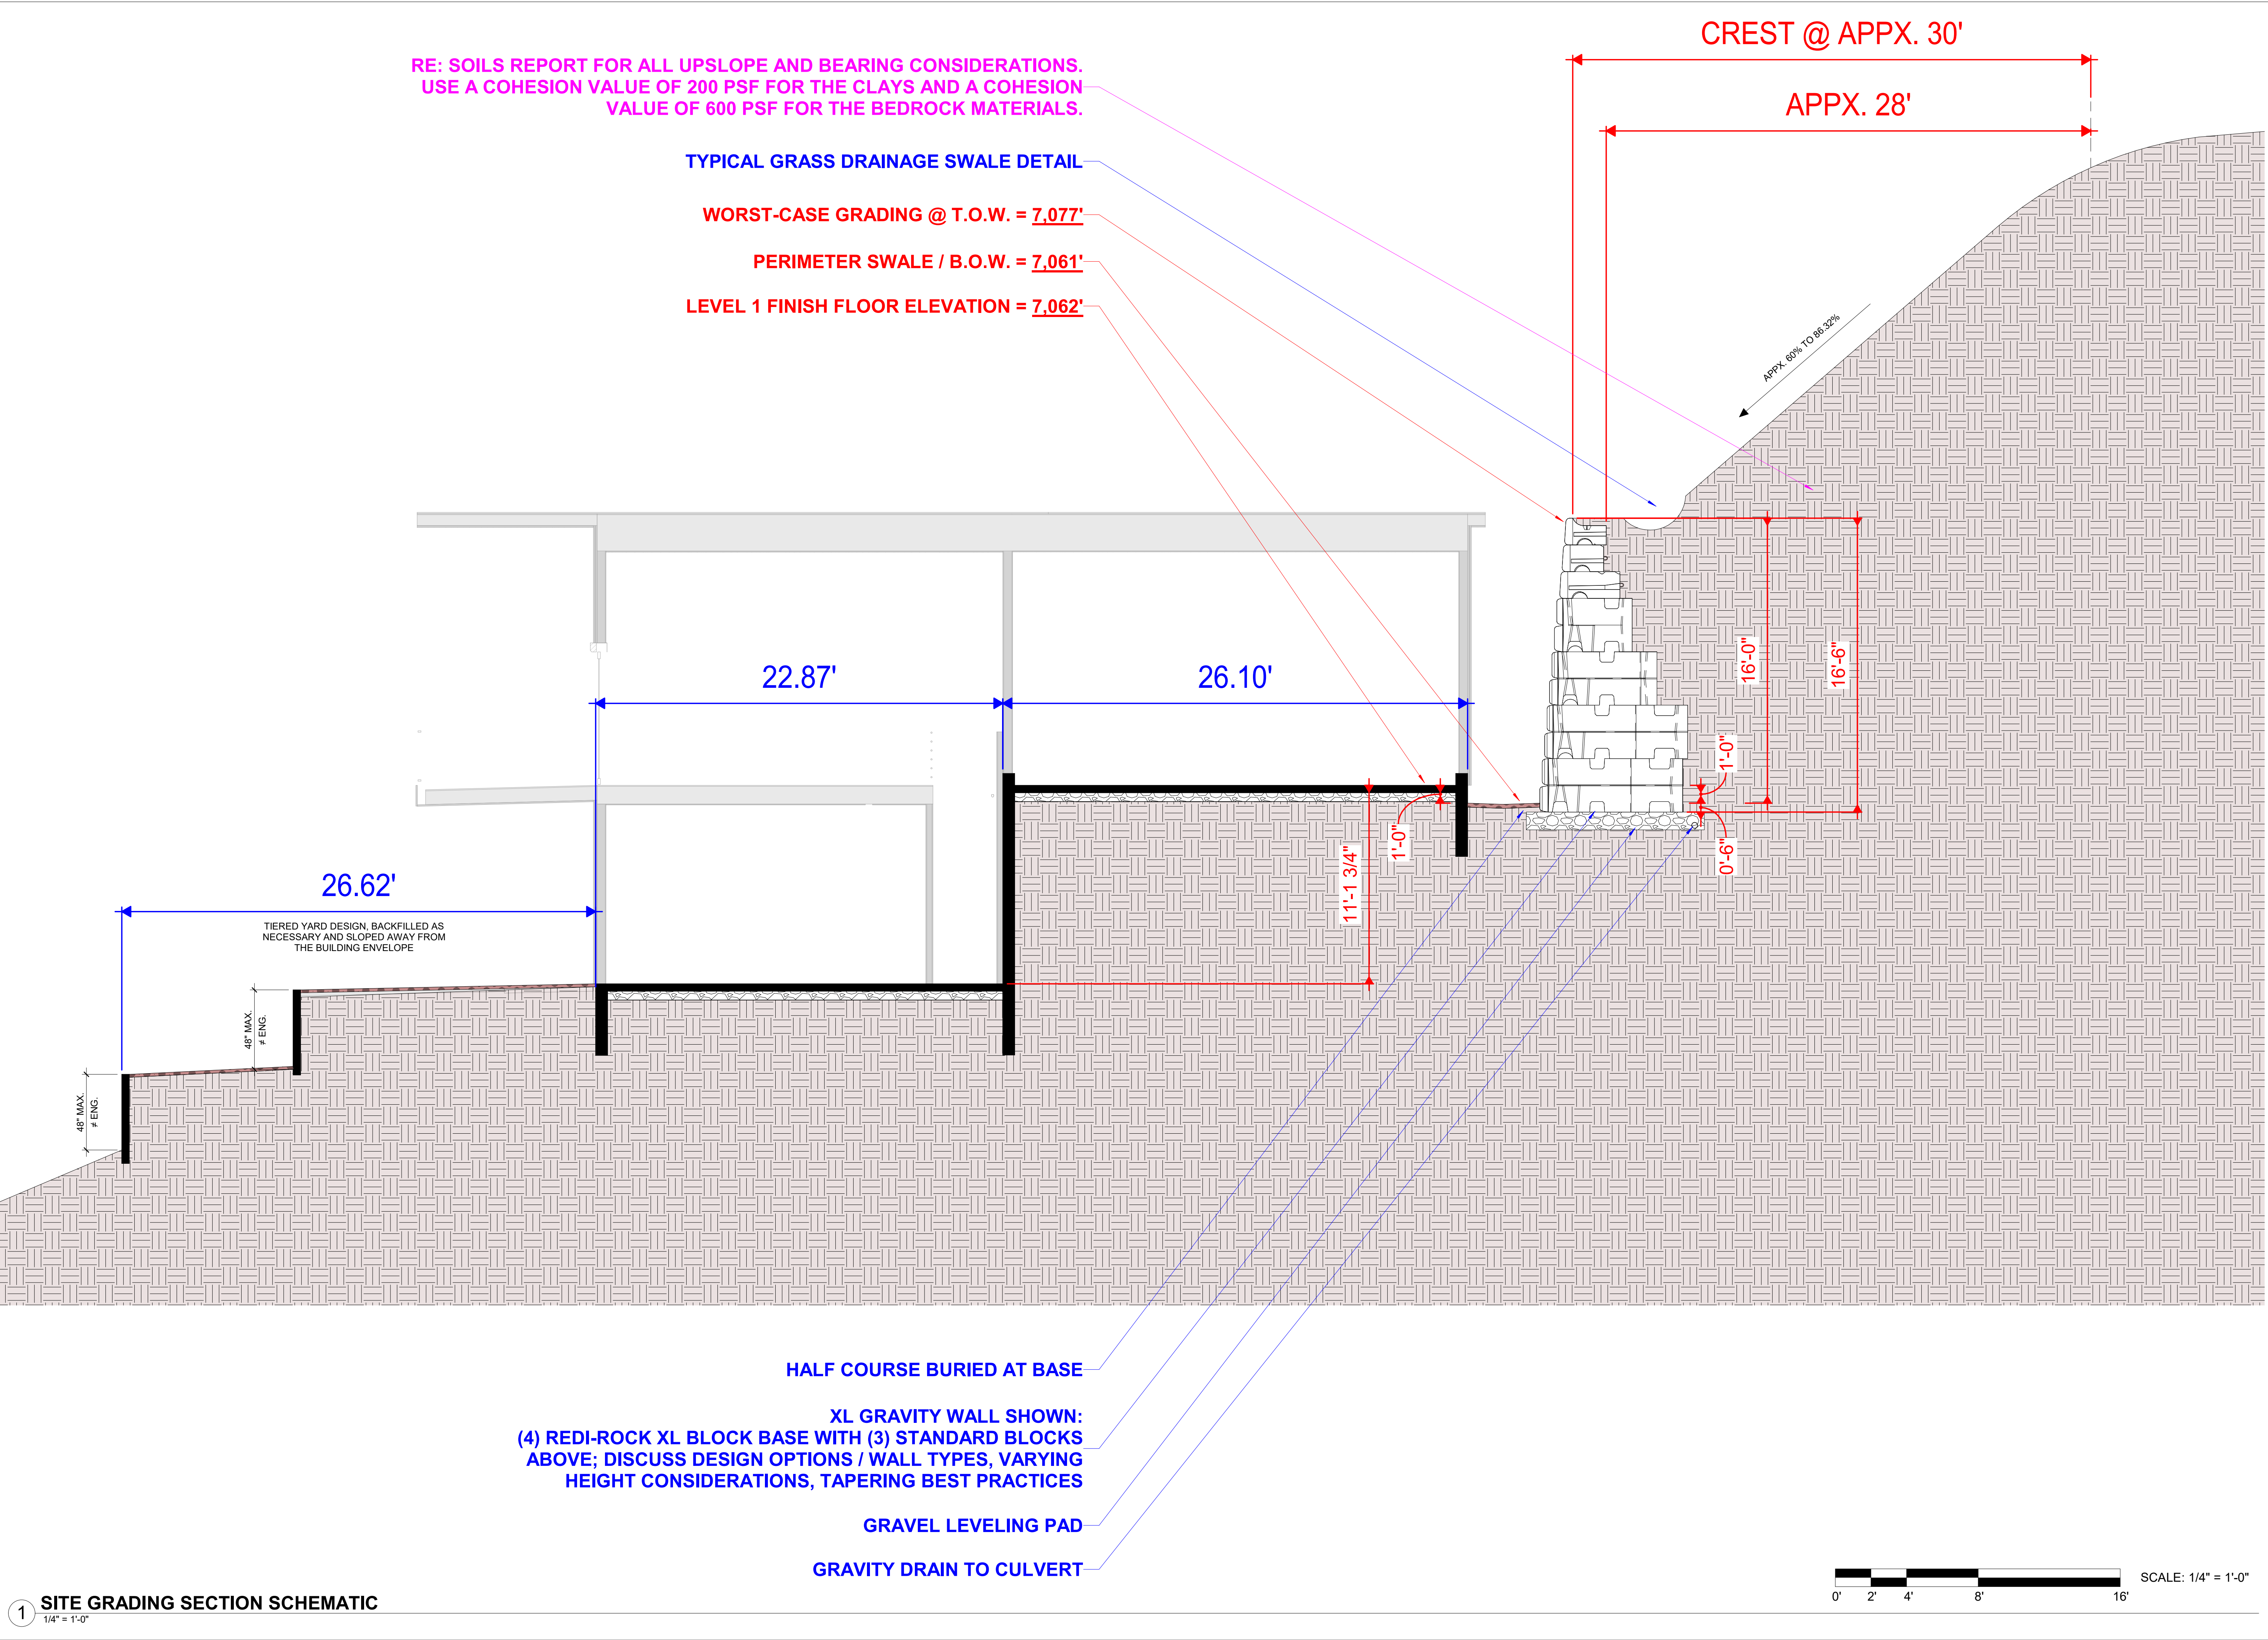 CREST @ APPX. 30'
RE: SOILS REPORT FOR ALL UPSLOPE AND BEARING CONSIDERATIONS.
USE A COHESION VALUE OF 200 PSF FOR THE CLAYS AND A COHESION
VALUE OF 600 PSF FOR THE BEDROCK MATERIALS.
APPX. 28'
TYPICAL GRASS DRAINAGE SWALE DETAIL
WORST-CASE GRADING @ T.O.W. = 7,077'
PERIMETER SWALE / B.O.W. = 7,061'
LEVEL 1 FINISH FLOOR ELEVATION = 7,062'
APPX. 60% TO 86.32%
22.87'
26.10'
16'-0"
16'-6"
1'-0"
1'-0"
0'-6"
11'-1 3/4"
26.62'
TIERED YARD DESIGN, BACKFILLED AS
NECESSARY AND SLOPED AWAY FROM
THE BUILDING ENVELOPE
48" MAX.
≠ ENG.
48" MAX.
≠ ENG.
HALF COURSE BURIED AT BASE
XL GRAVITY WALL SHOWN:
(4) REDI-ROCK XL BLOCK BASE WITH (3) STANDARD BLOCKS
ABOVE; DISCUSS DESIGN OPTIONS / WALL TYPES, VARYING
HEIGHT CONSIDERATIONS, TAPERING BEST PRACTICES
GRAVEL LEVELING PAD
GRAVITY DRAIN TO CULVERT
1
SITE GRADING SECTION SCHEMATIC
1/4" = 1'-0"
0' 2' 4' 8' 16'
SCALE: 1/4" = 1'-0"